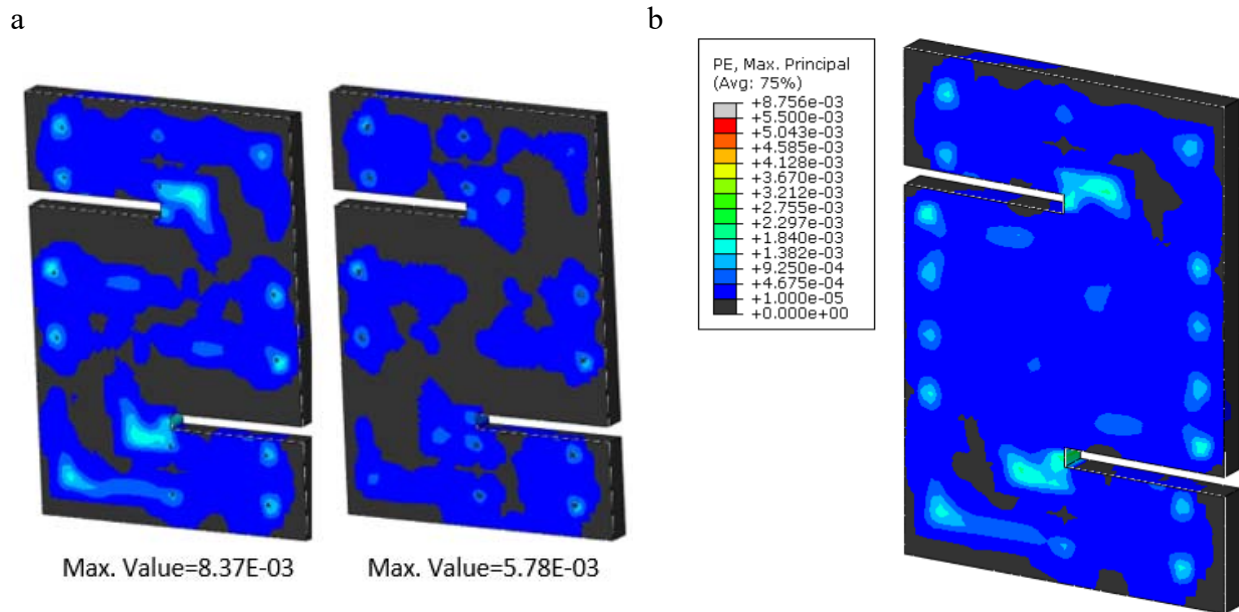 a
b
PE, Max. Principal
(Avg: 75%)
+8.756e-03
+5.500e-03
+5.043e-03
+4.585e-03
+4.128e-03
+3.670e-03
+3.212e-03
+2.755e-03
+2.297e-03
+1.840e-03
+1.382e-03
+9.250e-04
+4.675e-04
+1.000e-05
+0.000e+00
Max. Value=8.37E-03
Max. Value=5.78E-03